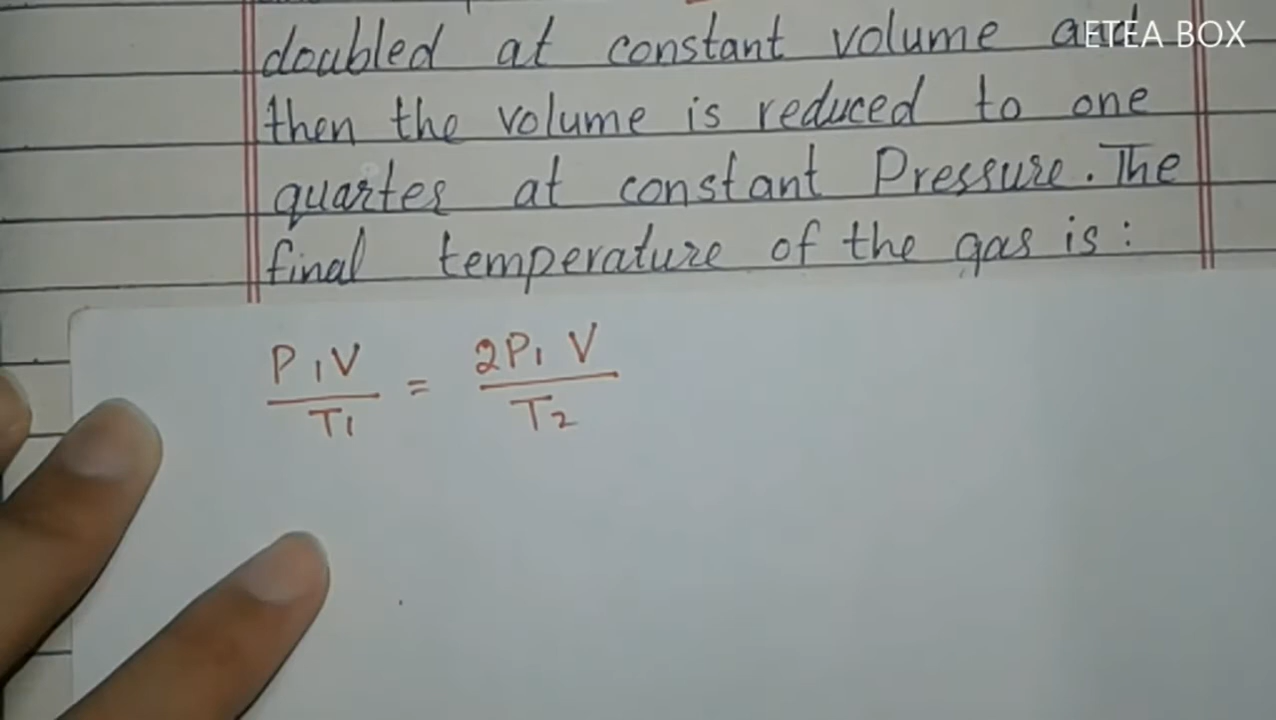 doubled at constant volume and
ETEA BOX
then the volume is reduced to one
quarter at constant Pressure. The
final temperature of the gas is:
P1V/T1 = 2P1 V/T2